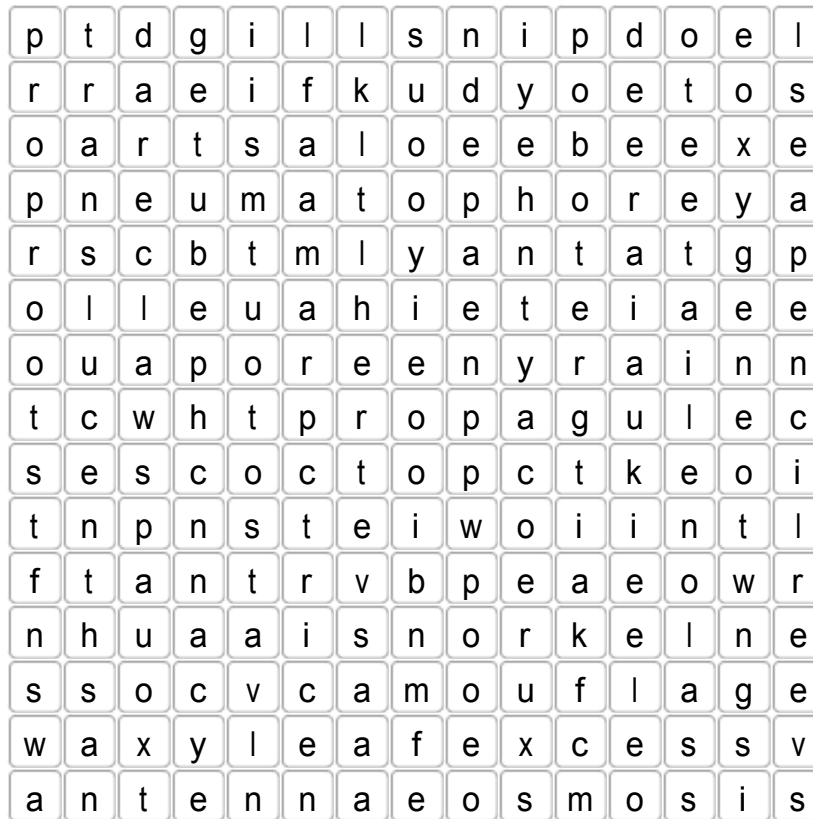 p t d g i l l s n i p d o e l
r r a e i f k u d y o e t o s
o a r t s a l o e e b e e x e
p n e u m a t o p h o r e y a
r s c b t m l y a n t a t g p
o l l e u a h i e t e i a e e
o u a p o r e e n y r a i n n
t c w h t p r o p a g u l e c
s e s c o c t o p c t k e o i
t n p n s t e i w o i i n t l
f t a n t r v b p e a e o w r
n h u a a i s n o r k e l n e
s s o c v c a m o u f l a g e
w a x y l e a f e x c e s s v
a n t e n n a e o s m o s i s